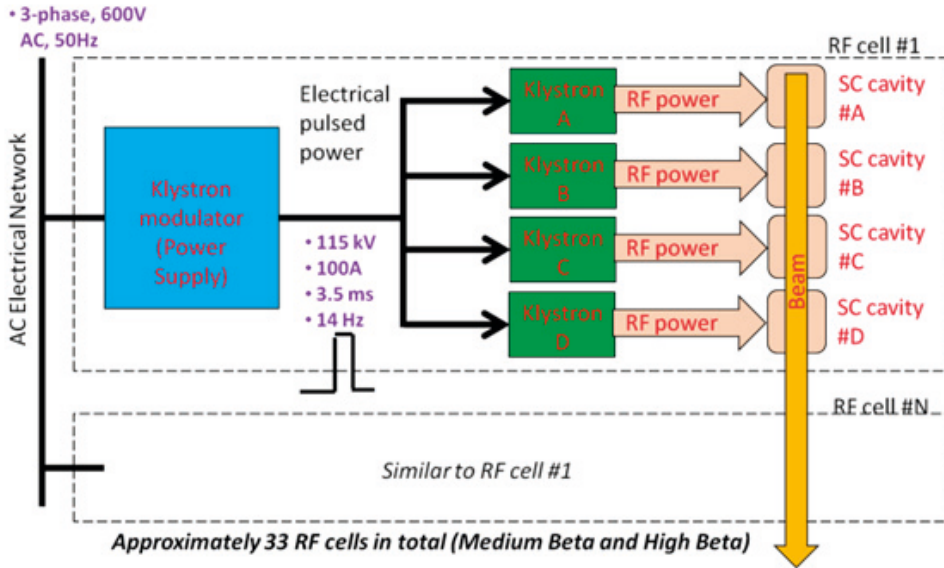 • 3-phase, 600V
AC, 50Hz
AC Electrical Network
RF cell #1
Klystron
modulator
(Power
Supply)
Electrical
pulsed
power
• 115 kV
• 100A
• 3.5 ms
• 14 Hz
Klystron
A
RF power
SC cavity
#A
Klystron
B
RF power
SC cavity
#B
Klystron
C
RF power
SC cavity
#C
Klystron
D
RF power
SC cavity
#D
Beam
RF cell #N
Similar to RF cell #1
Approximately 33 RF cells in total (Medium Beta and High Beta)